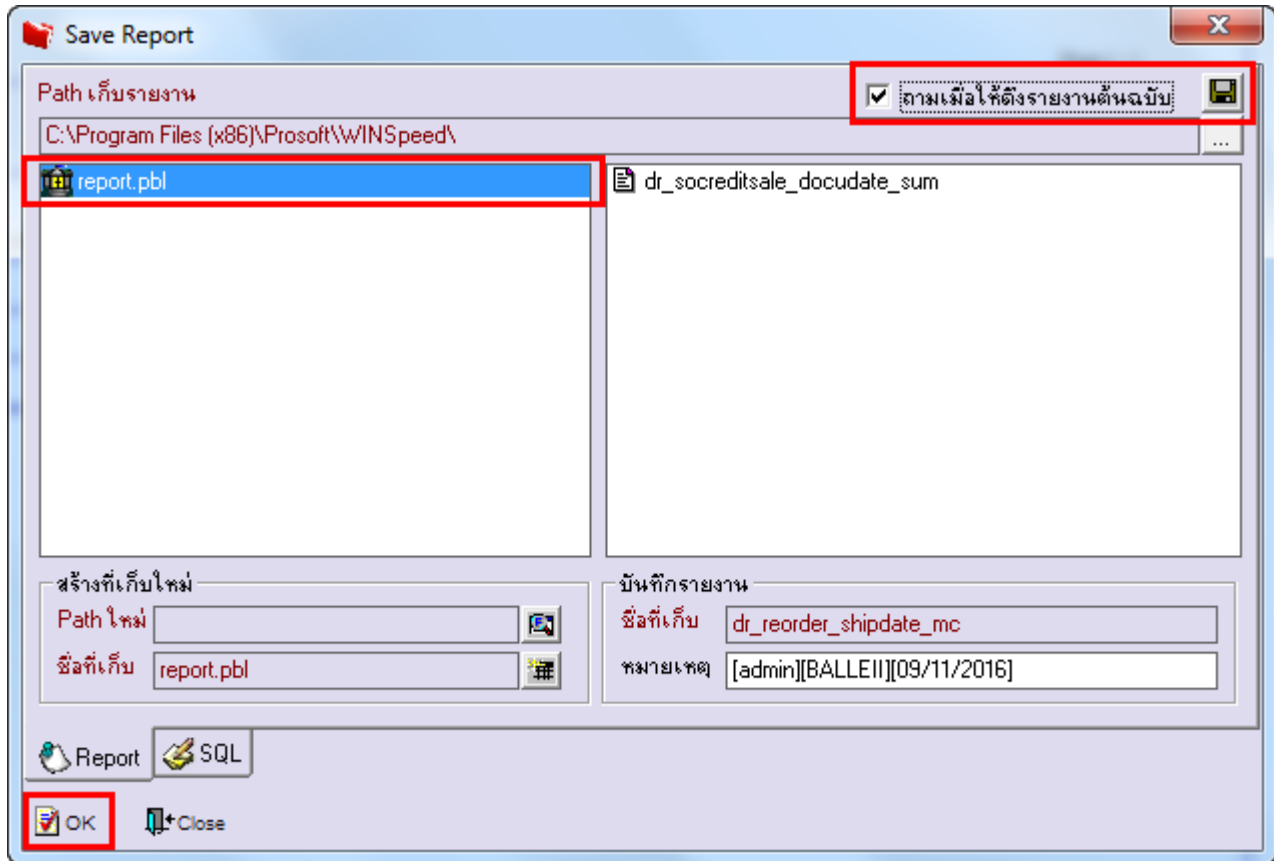 Save Report
Path เก็บรายงาน
ถามเมื่อให้ดึงรายงานต้นฉบับ
C:\Program Files (x86)\Prosoft\WINSpeed\
...
report.pbl
dr_socreditsale_docudate_sum
สร้างที่เก็บใหม่
Path ใหม่
ชื่อที่เก็บ report.pbl
บันทึกรายงาน
ชื่อที่เก็บ dr_reorder_shipdate_mc
หมายเหตุ [admin][BALLEII][09/11/2016]
Report SQL
OK Close